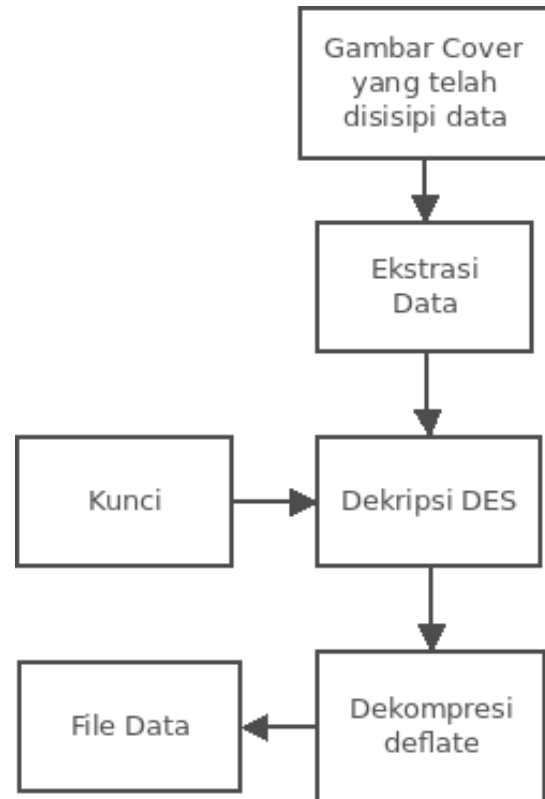 Gambar Cover
yang telah
disisipi data
Ekstrasi
Data
Kunci
Dekripsi DES
File Data
Dekompresi
deflate